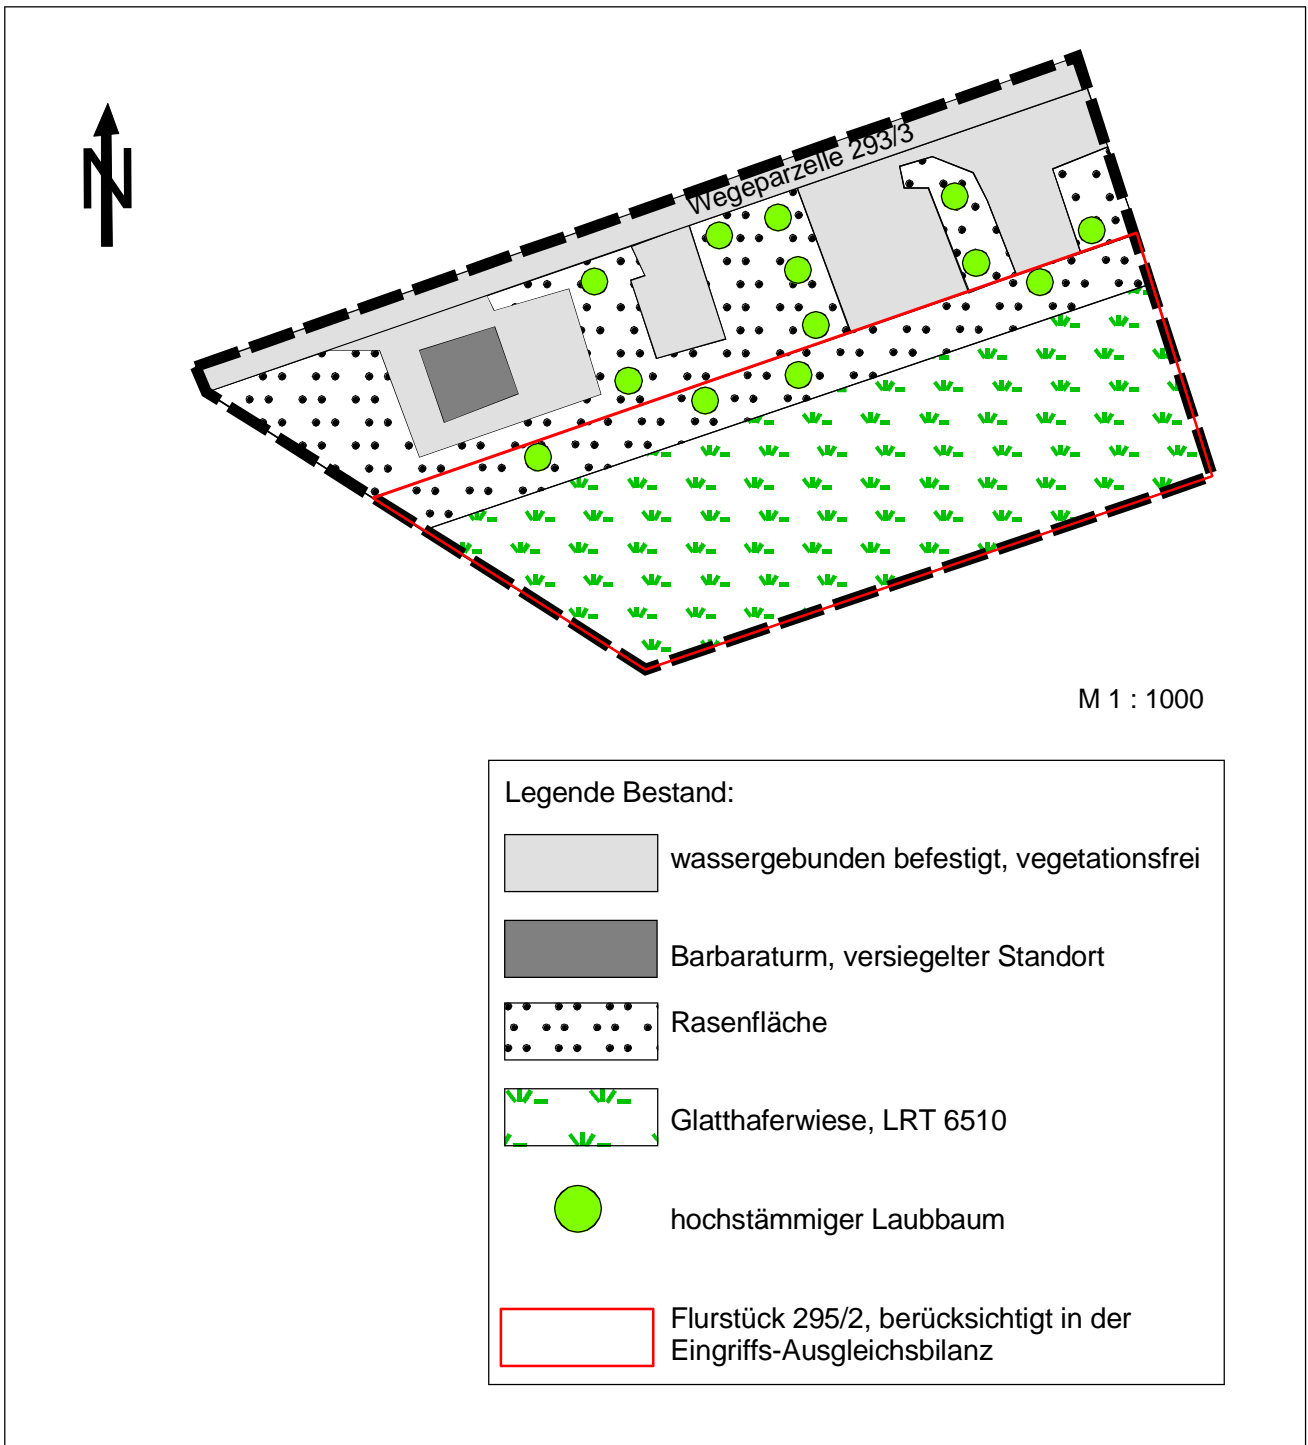 N
Wegeparzelle 293/3
M 1 : 1000
Legende Bestand:
wassergebunden befestigt, vegetationsfrei
Barbaraturm, versiegelter Standort
Rasenfläche
Glatthaferwiese, LRT 6510
hochstämmiger Laubbaum
Flurstück 295/2, berücksichtigt in der
Eingriffs-Ausgleichsbilanz